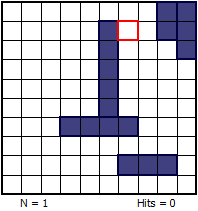 N = 1 Hits = 0